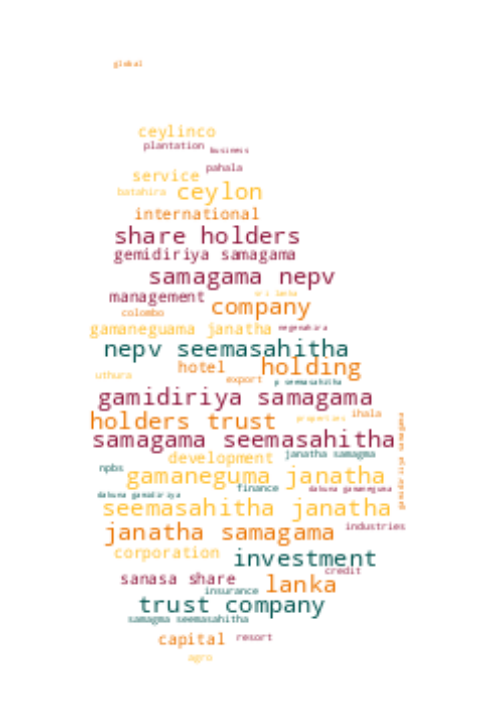 global
ceylinco
plantation business
pahala
service
batahira ceylon
international
share holders
gemidiriya samagama
samagama nepv
management sri lanka
colombo company
gamaneguama janatha negenahira
nepv seemasahitha
hotel holding
uthura export p seemasahitha
gamidiriya samagama
holders trust properties ihala
samagama seemasahitha gamidiriya samagama
development janatha samagma
npbs gamaneguma janatha
dakuna gamidiriya finance dakuna gamaneguma
seemasahitha janatha
janatha samagama industries
corporation investment
sanasa share credit
insurance lanka
trust company
samagma seemasahitha
capital resort
agro